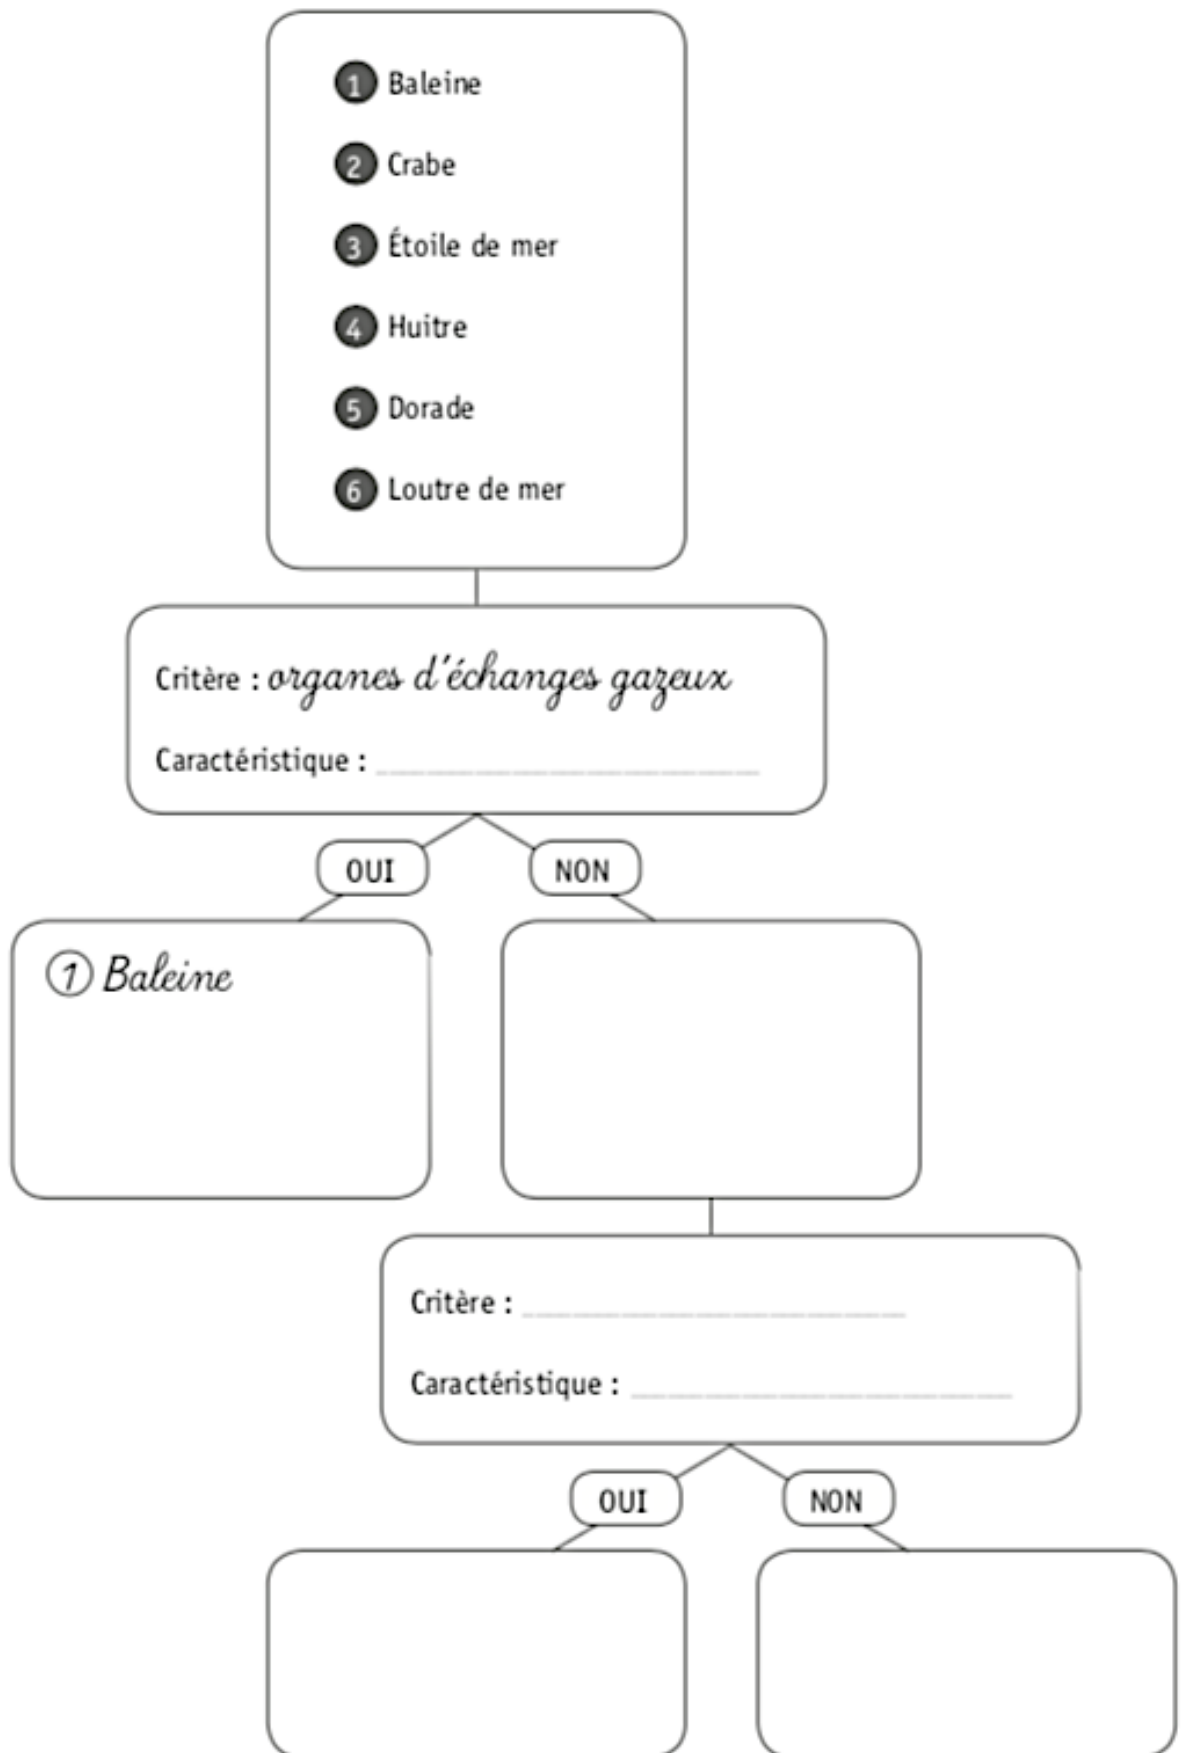 1 Baleine
2 Crabe
3 Étoile de mer
4 Huitre
5 Dorade
6 Loutre de mer
Critère : organes d'échanges gazeux
Caractéristique :
OUI
NON
1 Baleine
Critère :
Caractéristique :
OUI
NON